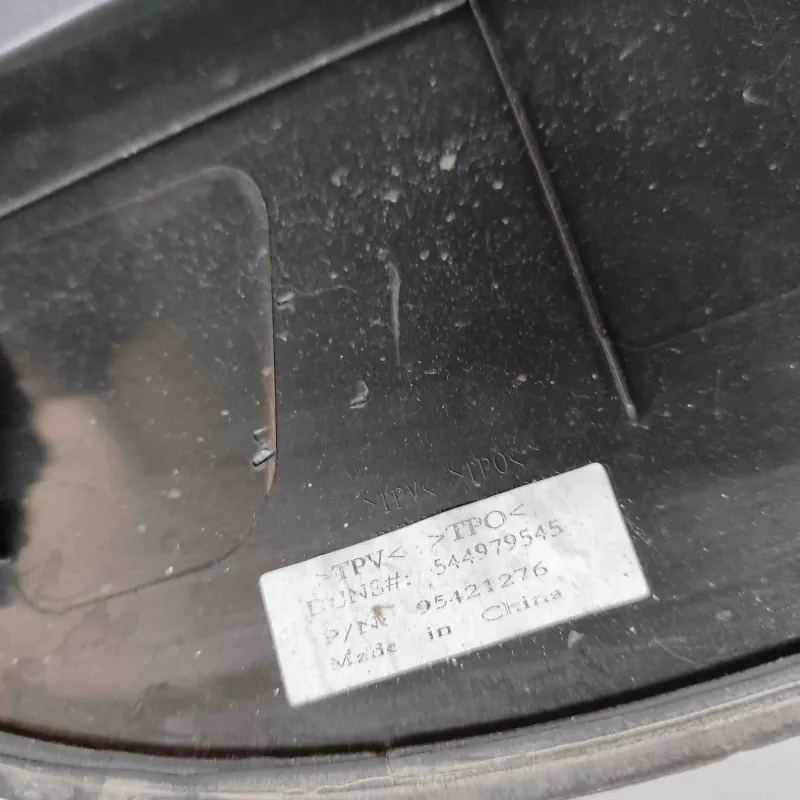 >TPV< >TPO<
>TPV< >TPO<
DUNS#: 544979545
P/N: 95421276
Made in China